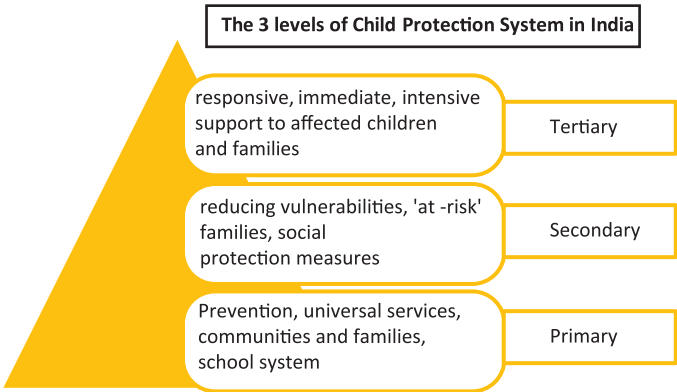 The 3 levels of Child Protection System in India
responsive, immediate, intensive
support to affected children
and families
Tertiary
reducing vulnerabilities, 'at -risk'
families, social
protection measures
Secondary
Prevention, universal services,
communities and families,
school system
Primary